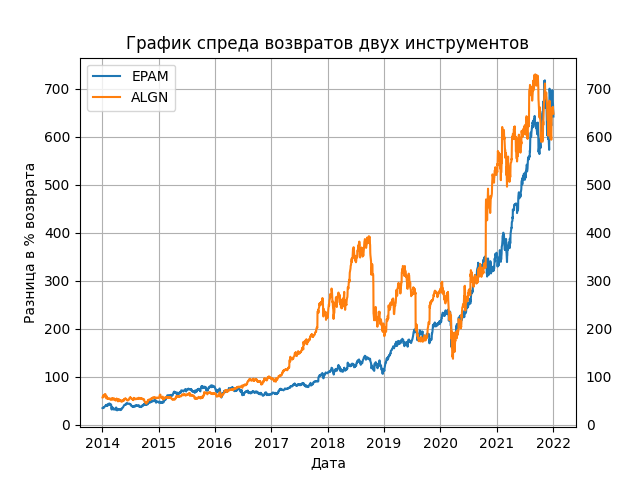 График спреда возвратов двух инструментов
EPAM
ALGN
Разница в % возврата
700
600
500
400
300
200
100
0
700
600
500
400
300
200
100
0
2014 2015 2016 2017 2018 2019 2020 2021 2022
Дата